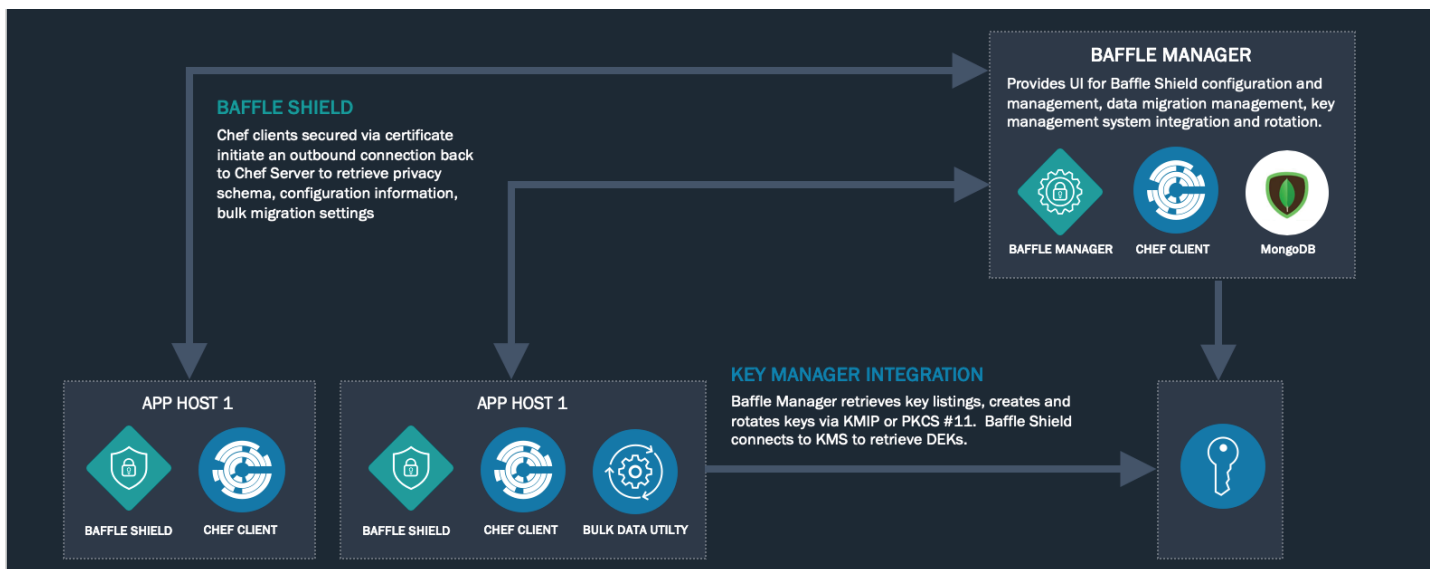 BAFFLE MANAGER
Provides UI for Baffle Shield configuration and
management, data migration management, key
management system integration and rotation.
BAFFLE MANAGER
CHEF CLIENT
MongoDB
BAFFLE SHIELD
Chef clients secured via certificate
initiate an outbound connection back
to Chef Server to retrieve privacy
schema, configuration information,
bulk migration settings
APP HOST 1
BAFFLE SHIELD
CHEF CLIENT
APP HOST 1
BAFFLE SHIELD
CHEF CLIENT
BULK DATA UTILTY
KEY MANAGER INTEGRATION
Baffle Manager retrieves key listings, creates and
rotates keys via KMIP or PKCS #11.  Baffle Shield
connects to KMS to retrieve DEKs.